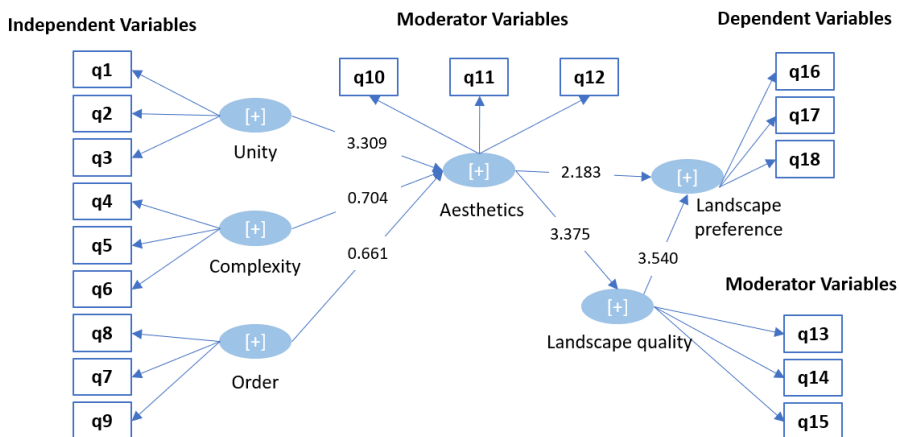 Independent Variables
Moderator Variables
Dependent Variables
q1
q2
q3
q4
q5
q6
q8
q7
q9
[+]
Unity
[+]
Complexity
[+]
Order
3.309
0.704
0.661
q10
q11
q12
[+]
Aesthetics
2.183
3.375
3.540
[+]
Landscape
preference
q16
q17
q18
[+]
Landscape quality
Moderator Variables
q13
q14
q15